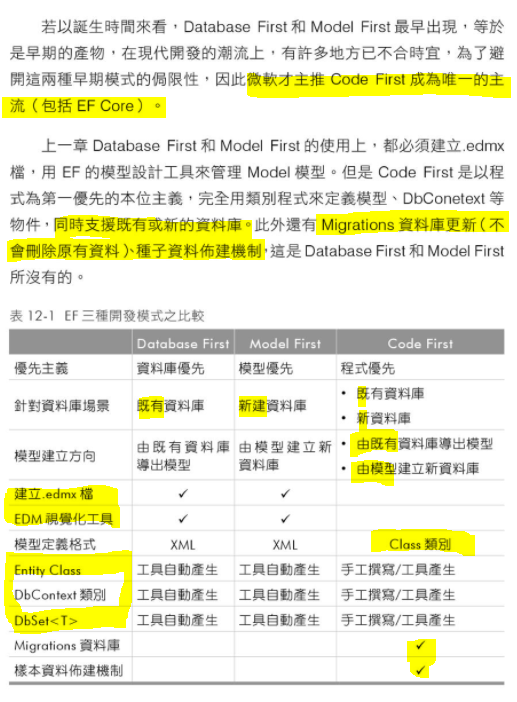 若以誕生時間來看，Database First 和 Model First 最早出現，等於
是早期的產物，在現代開發的潮流上，有許多地方已不合時宜，為了避
開這兩種早期模式的侷限性，因此微軟才主推 Code First 成為唯一的主
流（包括 EF Core）。
上一章 Database First 和 Model First 的使用上，都必須建立.edmx
檔，用 EF 的模型設計工具來管理 Model 模型。但是 Code First 是以程
式為第一優先的本位主義，完全用類別程式來定義模型、DbConetext 等
物件，同時支援既有或新的資料庫。此外還有 Migrations 資料庫更新（不
會刪除原有資料）、種子資料佈建機制，這是 Database First 和 Model First
所沒有的。
表 12-1 EF 三種開發模式之比較
Database First Model First Code First
優先主義 資料庫優先 模型優先 程式優先
針對資料庫場景 既有資料庫 新建資料庫 • 既有資料庫
• 新資料庫
模型建立方向 由既有資料庫導出模型 由模型建立新資料庫 • 由既有資料庫導出模型
• 由模型建立新資料庫
建立.edmx 檔 ✓ ✓
EDM 視覺化工具 ✓ ✓
模型定義格式 XML XML Class 類別
Entity Class 工具自動產生 工具自動產生 手工撰寫/工具產生
DbContext 類別 工具自動產生 工具自動產生 手工撰寫/工具產生
DbSet<T> 工具自動產生 工具自動產生 手工撰寫/工具產生
Migrations 資料庫 ✓
樣本資料佈建機制 ✓